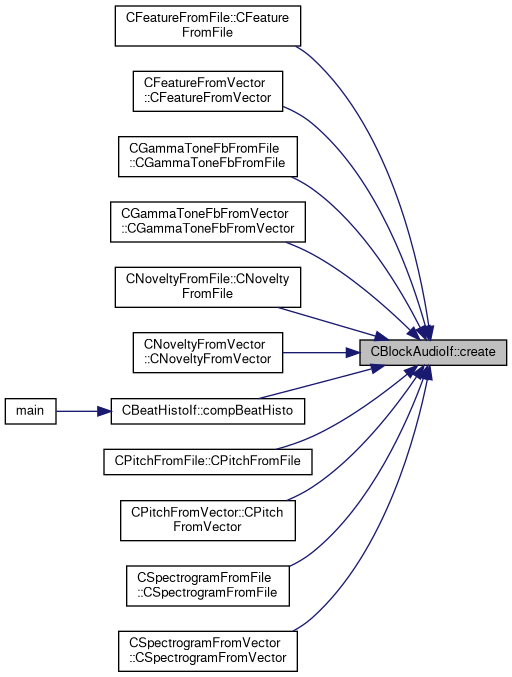 CFeatureFromFile::CFeature
FromFile
CFeatureFromVector
::CFeatureFromVector
CGammaToneFbFromFile
::CGammaToneFbFromFile
CGammaToneFbFromVector
::CGammaToneFbFromVector
CNoveltyFromFile::CNovelty
FromFile
CNoveltyFromVector
::CNoveltyFromVector
CBlockAudioIf::create
main
CBeatHistoIf::compBeatHisto
CPitchFromFile::CPitchFromFile
CPitchFromVector::CPitch
FromVector
CSpectrogramFromFile
::CSpectrogramFromFile
CSpectrogramFromVector
::CSpectrogramFromVector